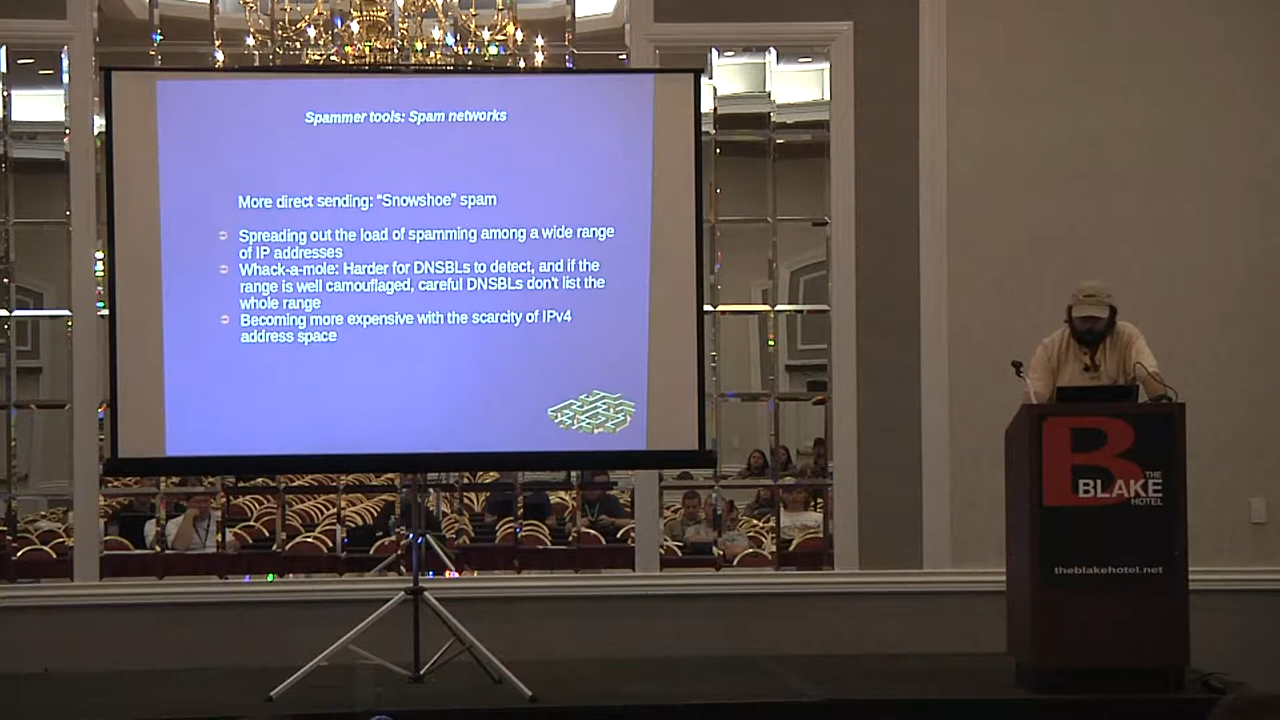 Spammer tools: Spam networks
More direct sending: “Snowshoe” spam
Spreading out the load of spamming among a wide range
of IP addresses
Whack-a-mole: Harder for DNSBLs to detect, and if the
range is well camouflaged, careful DNSBLs don't list the
whole range
Becoming more expensive with the scarcity of IPv4
address space
B
THE
BLAKE
HOTEL
theblakehotel.net